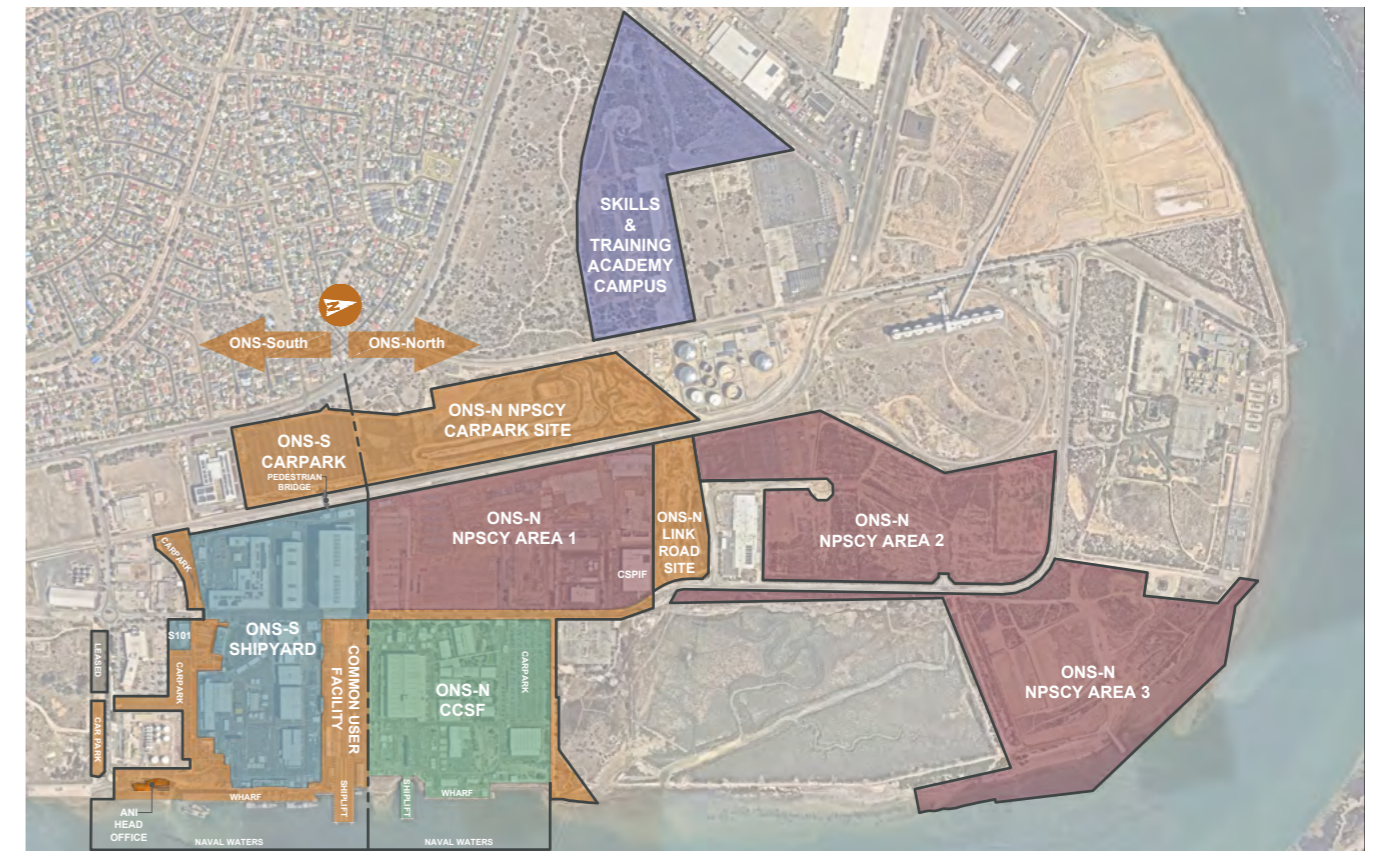 SKILLS
&
TRAINING
ACADEMY
CAMPUS
N
ONS-South
ONS-North
ONS-N NPSCY
CARPARK SITE
ONS-S
CARPARK
PEDESTRIAN
BRIDGE
ONS-N
NPSCY AREA 1
ONS-N
LINK
ROAD
SITE
ONS-N
NPSCY AREA 2
CARPARK
CSPIF
S101
ONS-S
SHIPYARD
LEASED
CARPARK
COMMON USER
FACILITY
ONS-N
CCSF
CARPARK
ONS-N
NPSCY AREA 3
CAR PARK
WHARF
SHIPLIFT
SHIPLIFT
WHARF
ANI
HEAD
OFFICE
NAVAL WATERS
NAVAL WATERS